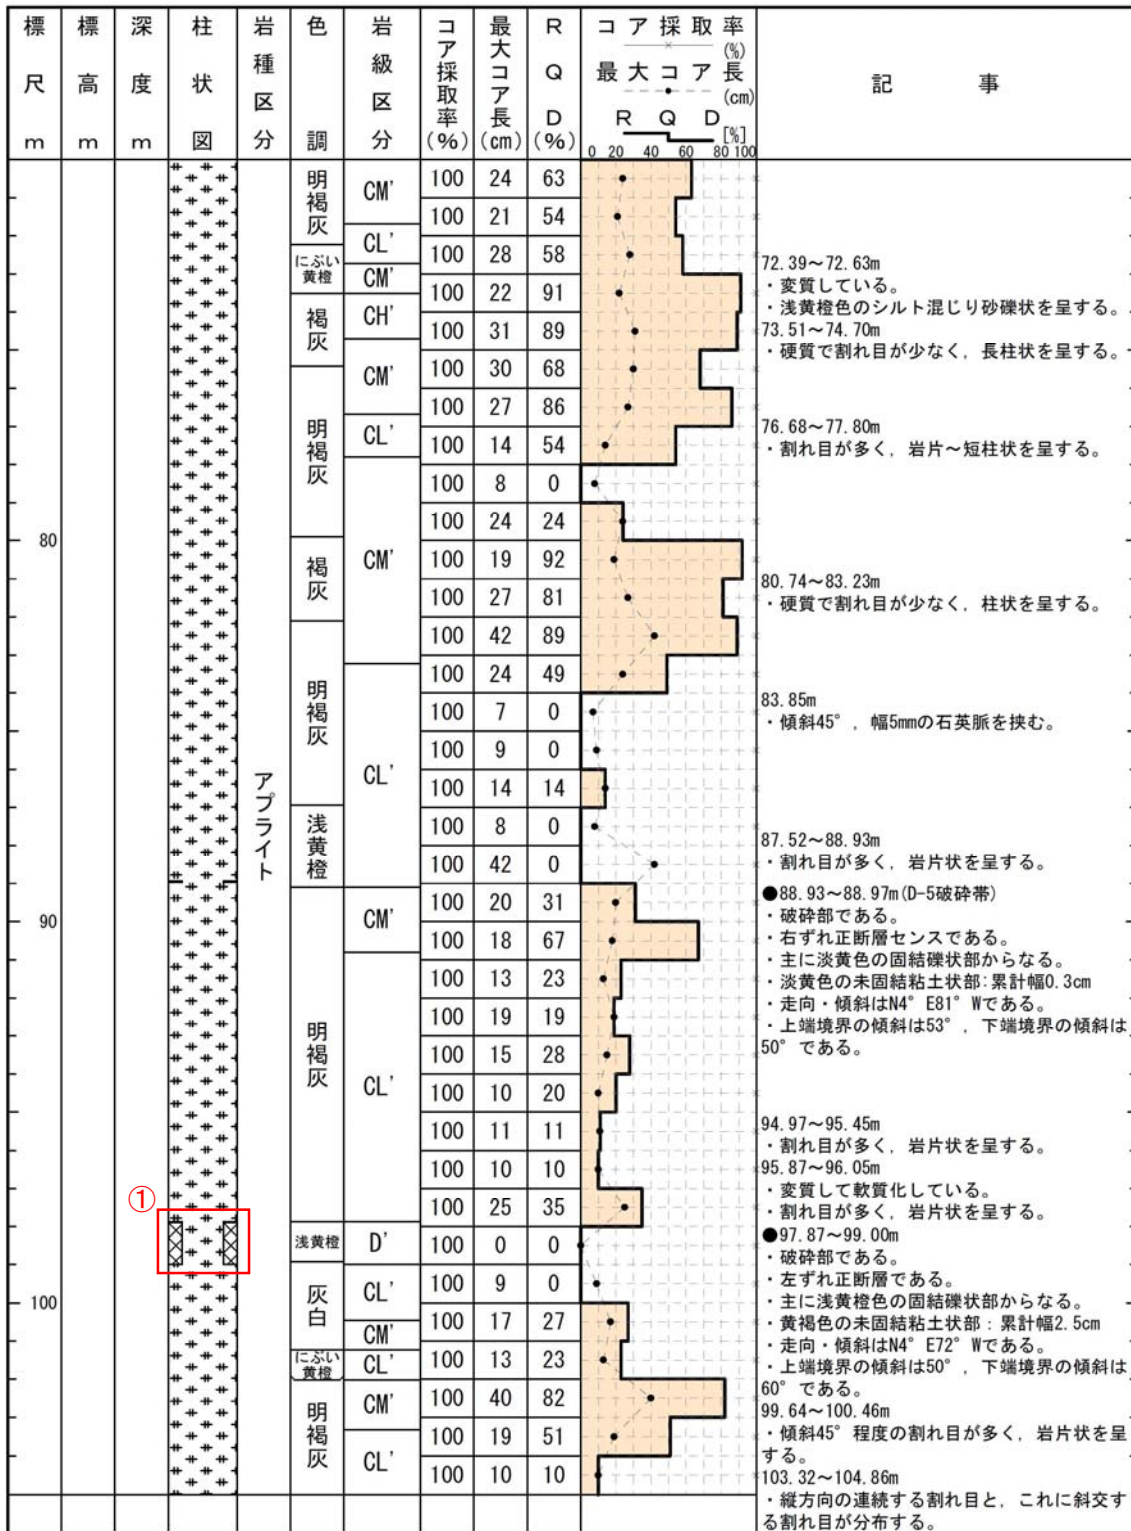 標尺m
標高m
深度m
柱状図
岩種区分
色調
岩級区分
コア採取率(%)
最大コア長(cm)
RQD(%)
コア採取率(%)
最大コア長(cm)
RQD[%]
0 20 40 60 80 100
記事
80
90
100
①
アプライト
明褐灰
にぶい黄橙
褐灰
明褐灰
褐灰
明褐灰
浅黄橙
明褐灰
浅黄橙
灰白
にぶい黄橙
明褐灰
CM'
CL'
CM'
CH'
CM'
CL'
CM'
CL'
CM'
CL'
D'
CL'
CM'
CL'
CM'
CL'
100 24 63
100 21 54
100 28 58
100 22 91
100 31 89
100 30 68
100 27 86
100 14 54
100 8 0
100 24 24
100 19 92
100 27 81
100 42 89
100 24 49
100 7 0
100 9 0
100 14 14
100 8 0
100 42 0
100 20 31
100 18 67
100 13 23
100 19 19
100 15 28
100 10 20
100 11 11
100 10 10
100 25 35
100 0 0
100 9 0
100 17 27
100 13 23
100 40 82
100 19 51
100 10 10
72.39～72.63m
・変質している。
・浅黄橙色のシルト混じり砂礫状を呈する。
73.51～74.70m
・硬質で割れ目が少なく，長柱状を呈する。
76.68～77.80m
・割れ目が多く，岩片～短柱状を呈する。
80.74～83.23m
・硬質で割れ目が少なく，柱状を呈する。
83.85m
・傾斜45°，幅5mmの石英脈を挟む。
87.52～88.93m
・割れ目が多く，岩片状を呈する。
●88.93～88.97m(D-5破砕帯)
・破砕部である。
・右ずれ正断層センスである。
・主に淡黄色の固結礫状部からなる。
・淡黄色の未固結粘土状部:累計幅0.3cm
・走向・傾斜はN4°E81°Wである。
・上端境界の傾斜は53°，下端境界の傾斜は
50°である。
94.97～95.45m
・割れ目が多く，岩片状を呈する。
95.87～96.05m
・変質して軟質化している。
・割れ目が多く，岩片状を呈する。
●97.87～99.00m
・破砕部である。
・左ずれ正断層である。
・主に浅黄橙色の固結礫状部からなる。
・黄褐色の未固結粘土状部：累計幅2.5cm
・走向・傾斜はN4°E72°Wである。
・上端境界の傾斜は50°，下端境界の傾斜は
60°である。
99.64～100.46m
・傾斜45°程度の割れ目が多く，岩片状を呈
する。
103.32～104.86m
・縦方向の連続する割れ目と，これに斜交す
る割れ目が分布する。